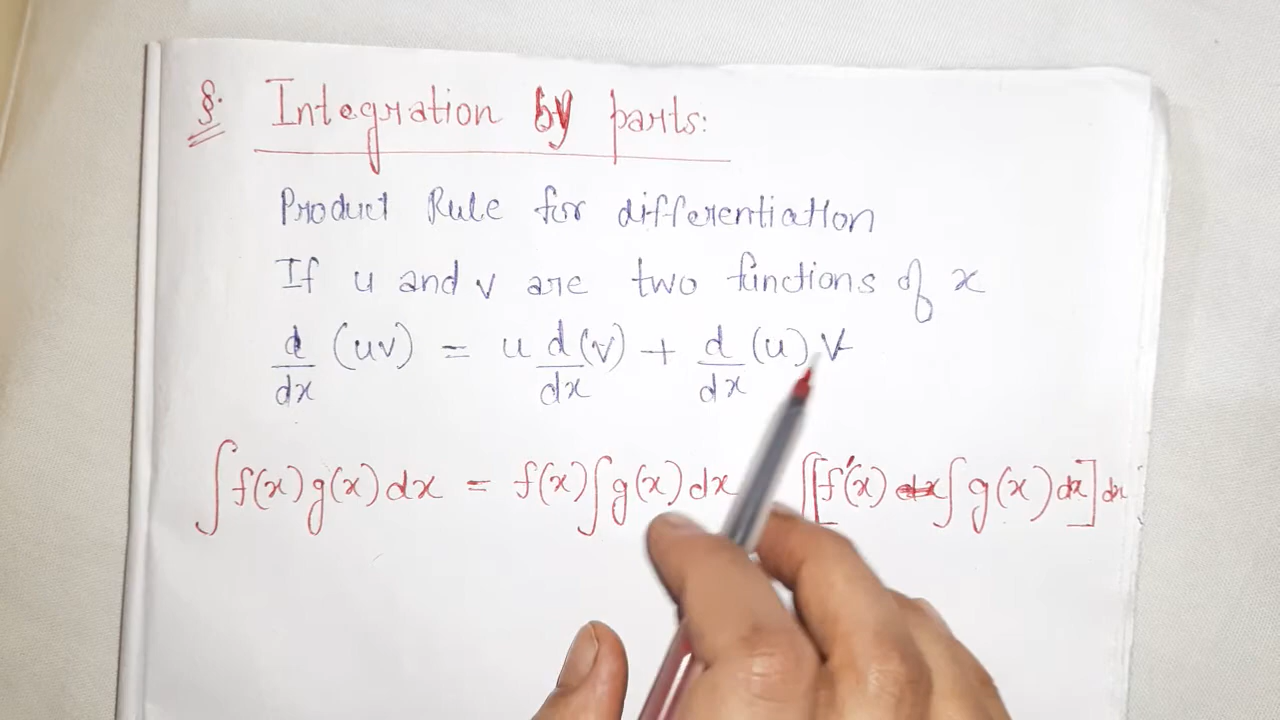 §. Integration by parts:
Product Rule for differentiation
If u and v are two functions of x
d/dx (uv) = u d(v)/dx + d/dx (u) v
∫f(x)g(x)dx = f(x)∫g(x)dx ∫[f'(x) ∫g(x)dx]dx